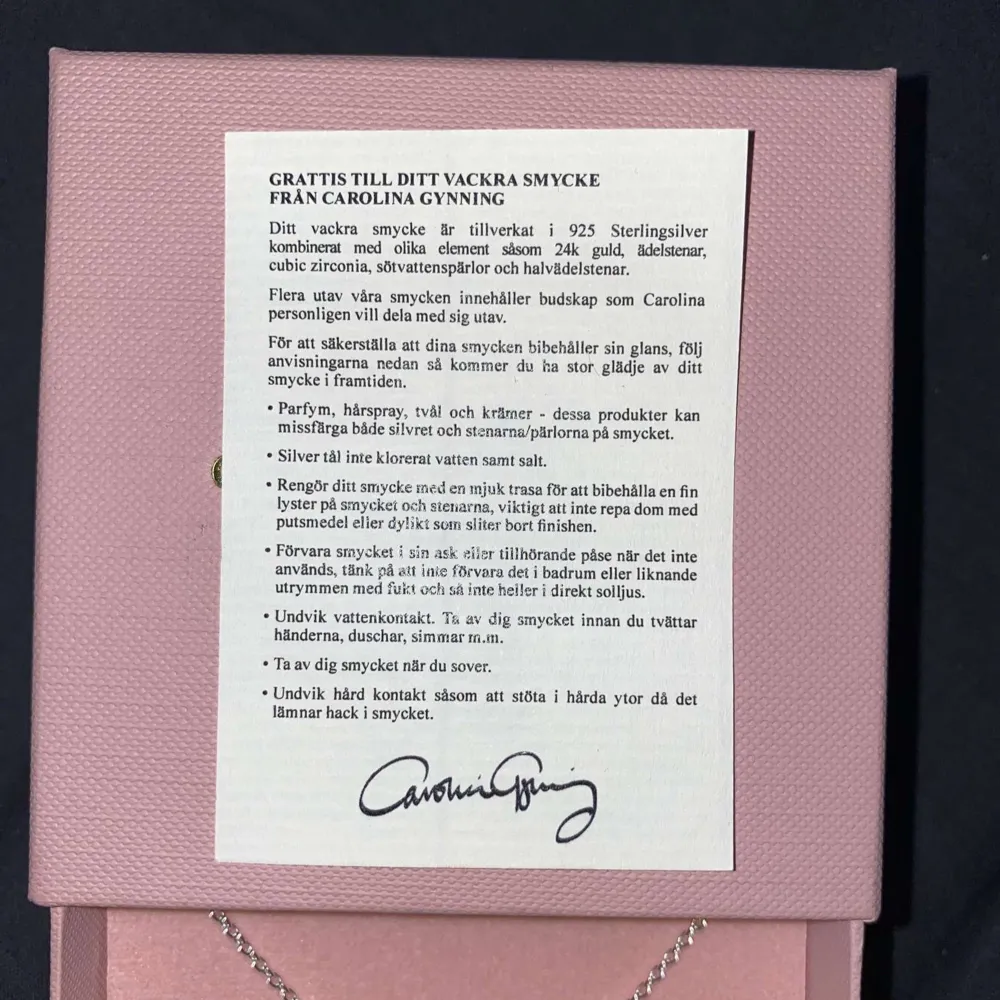 GRATTIS TILL DITT VACKRA SMYCKE
FRÅN CAROLINA GYNNING
Ditt vackra smycke är tillverkat i 925 Sterlingsilver
kombinerat med olika element såsom 24k guld, ädelstenar,
cubic zirconia, sötvattenspärlor och halvädelstenar.
Flera utav våra smycken innehåller budskap som Carolina
personligen vill dela med sig utav.
För att säkerställa att dina smycken bibehåller sin glans, följ
anvisningarna nedan så kommer du ha stor glädje av ditt
smycke i framtiden.
• Parfym, hårspray, tvål och krämer - dessa produkter kan
missfärga både silvret och stenarna/pärlorna på smycket.
• Silver tål inte klorerat vatten samt salt.
• Rengör ditt smycke med en mjuk trasa för att bibehålla en fin
lyster på smycket och stenarna, viktigt att inte repa dom med
putsmedel eller dylikt som sliter bort finishen.
• Förvara smycket i sin ask eller tillhörande påse när det inte
används, tänk på att inte förvara det i badrum eller liknande
utrymmen med fukt och så inte heller i direkt solljus.
• Undvik vattenkontakt. Ta av dig smycket innan du tvättar
händerna, duschar, simmar m.m.
• Ta av dig smycket när du sover.
• Undvik hård kontakt såsom att stöta i hårda ytor då det
lämnar hack i smycket.
Carolina Gynning